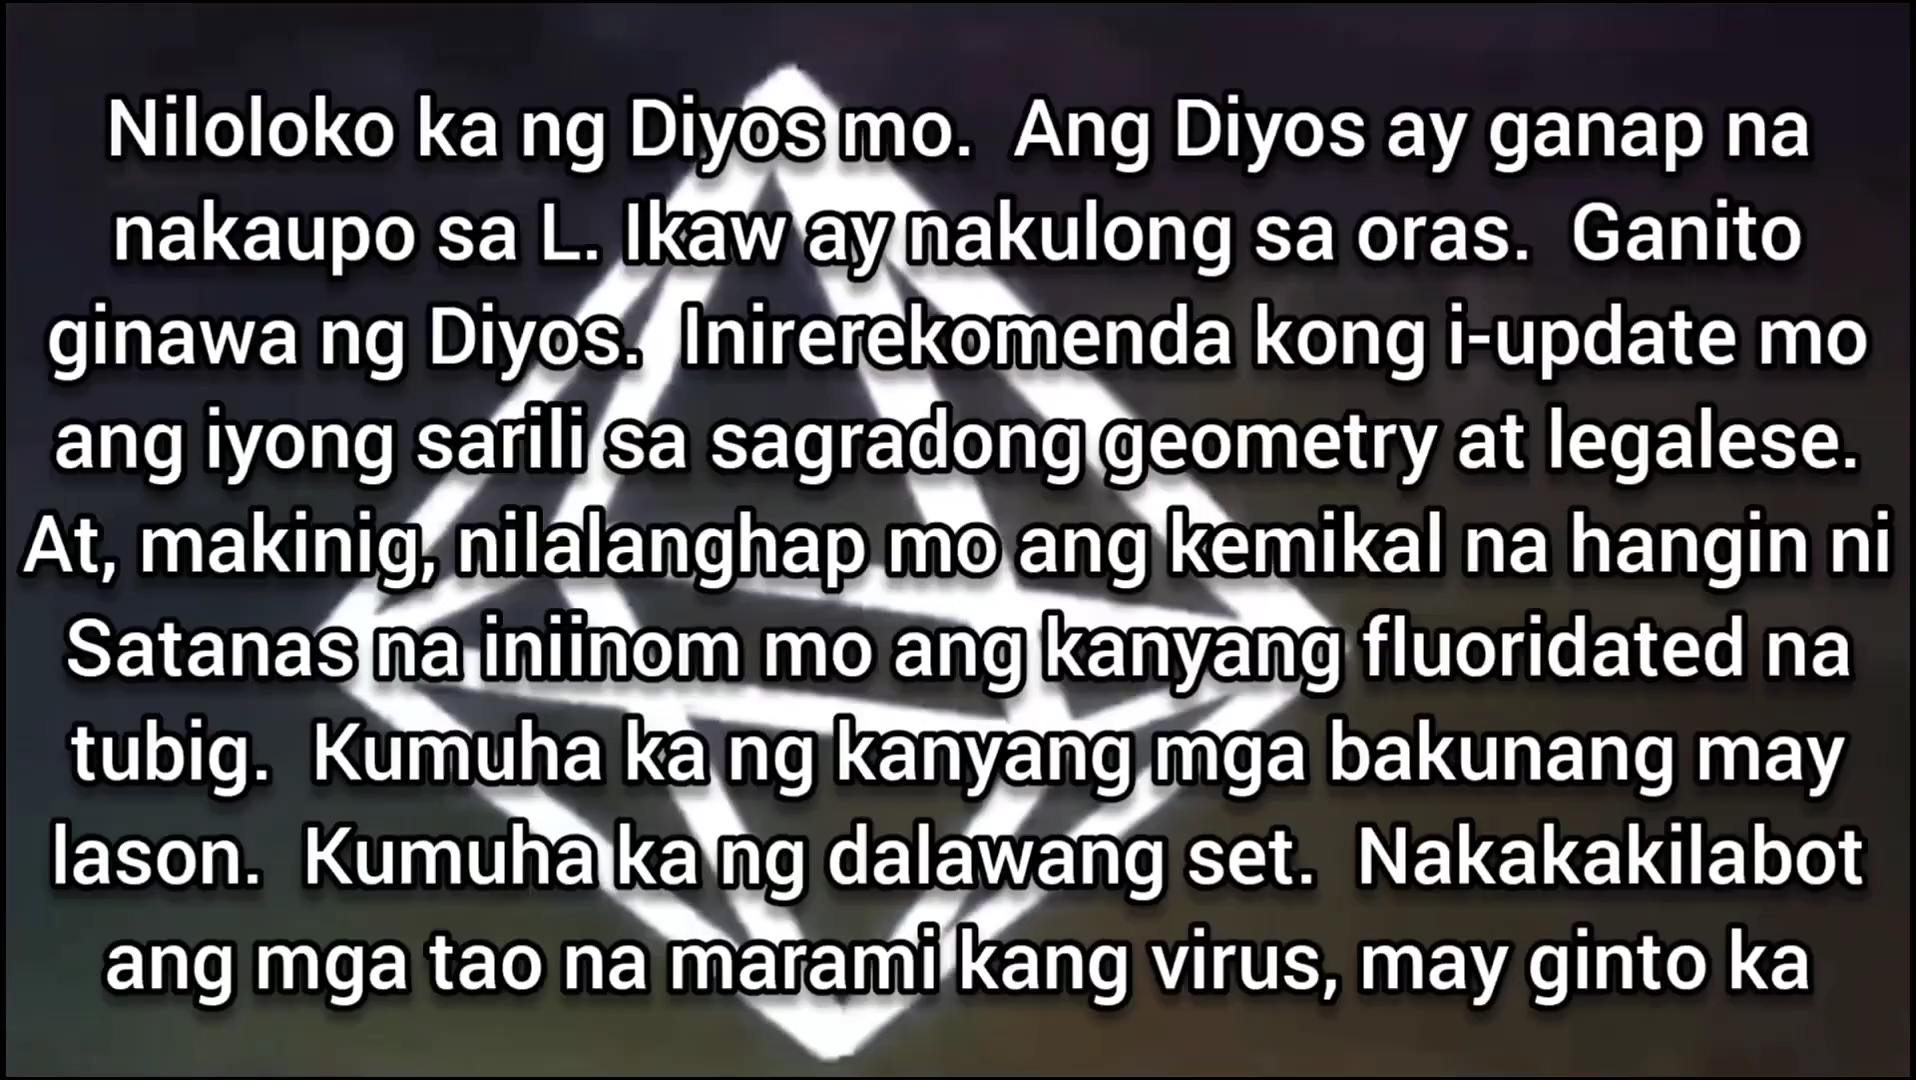 Niloloko ka ng Diyos mo.  Ang Diyos ay ganap na
nakaupo sa L. Ikaw ay nakulong sa oras.  Ganito
ginawa ng Diyos.  Inirerekomenda kong i-update mo
ang iyong sarili sa sagradong geometry at legalese.
At, makinig, nilalanghap mo ang kemikal na hangin ni
Satanas na iniinom mo ang kanyang fluoridated na
tubig.  Kumuha ka ng kanyang mga bakunang may
lason.  Kumuha ka ng dalawang set.  Nakakakilabot
ang mga tao na marami kang virus, may ginto ka